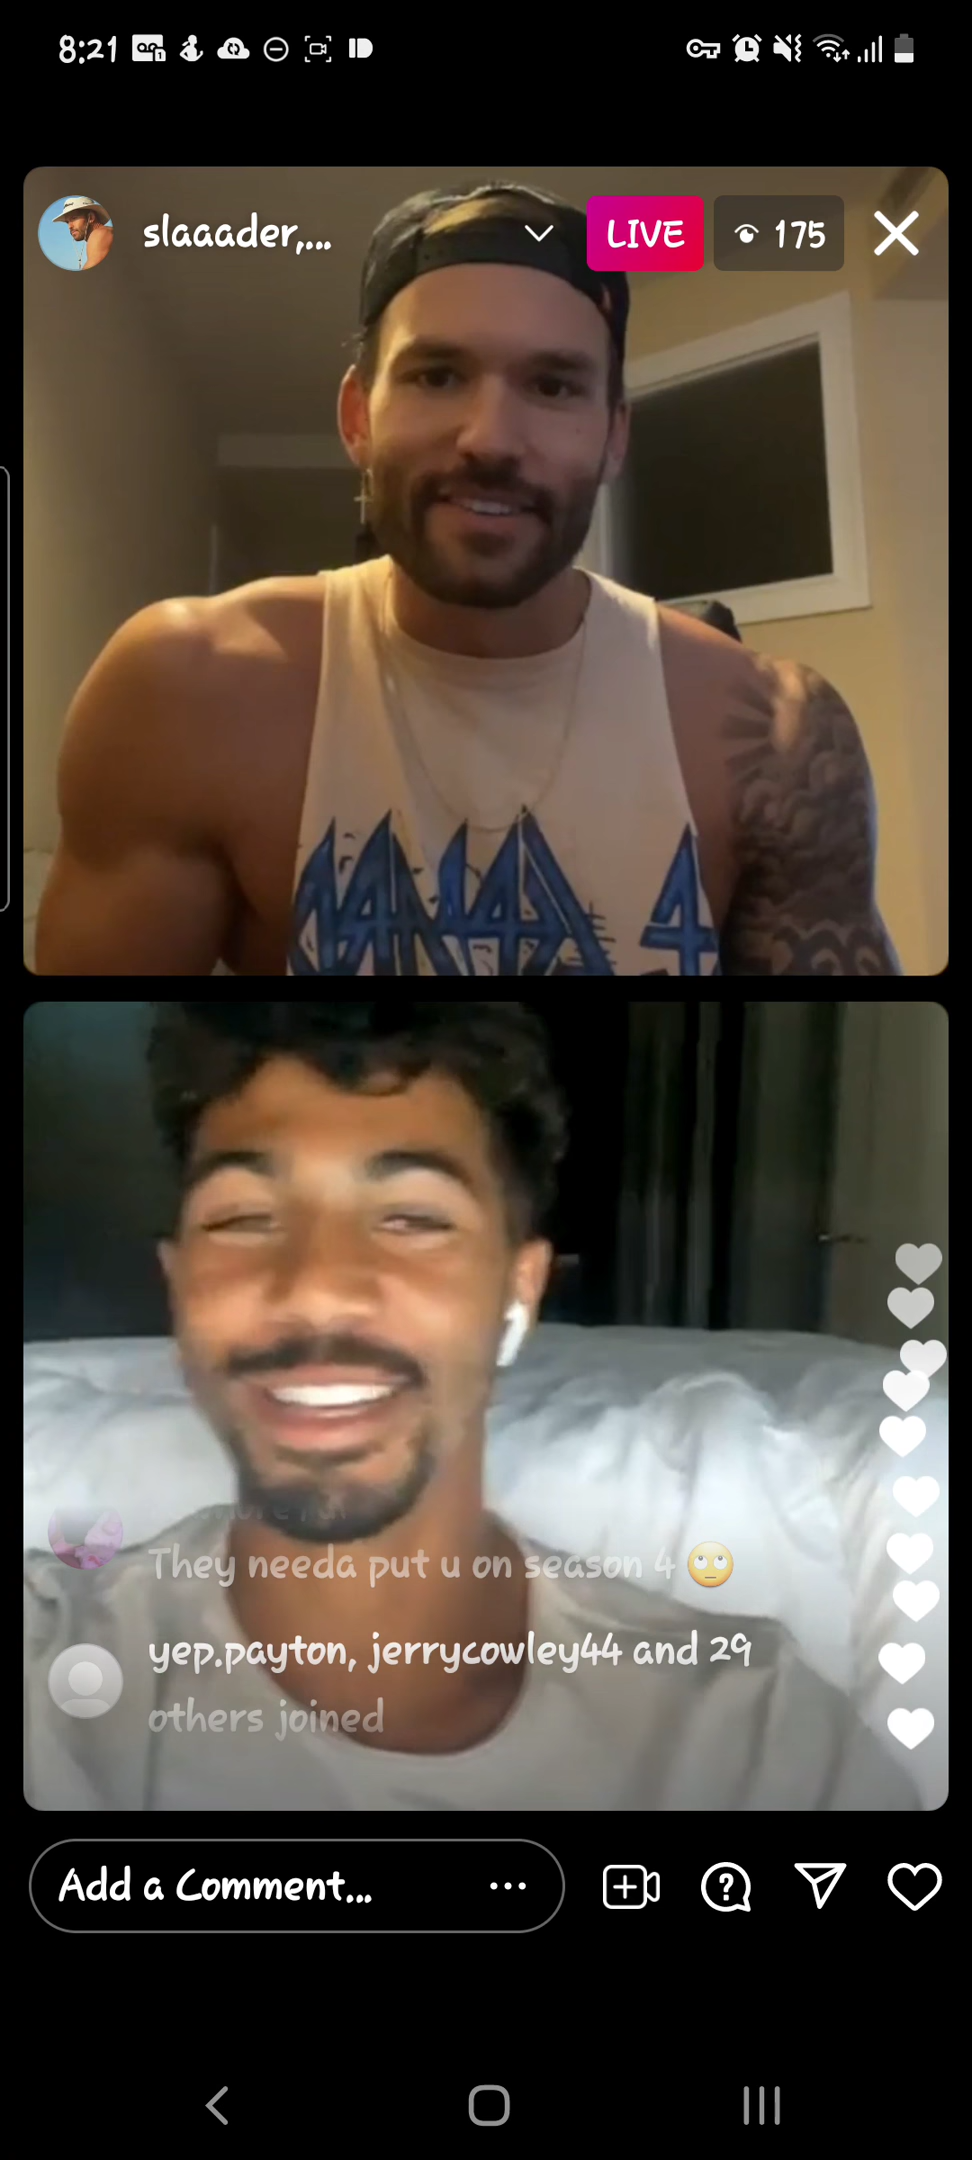 8:21
slaaader,...
LIVE
175
They needa put u on season 4 🙄
yep.payton, jerrycowley44 and 29
others joined
Add a Comment...